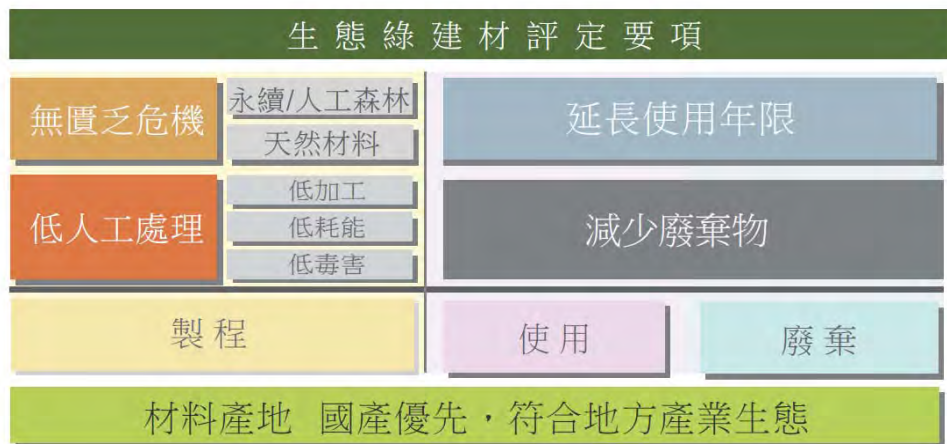 生態綠建材評定要項
無匱乏危機
永續/人工森林
天然材料
延長使用年限
低人工處理
低加工
低耗能
低毒害
減少廢棄物
製程
使用
廢棄
材料產地 國產優先，符合地方產業生態